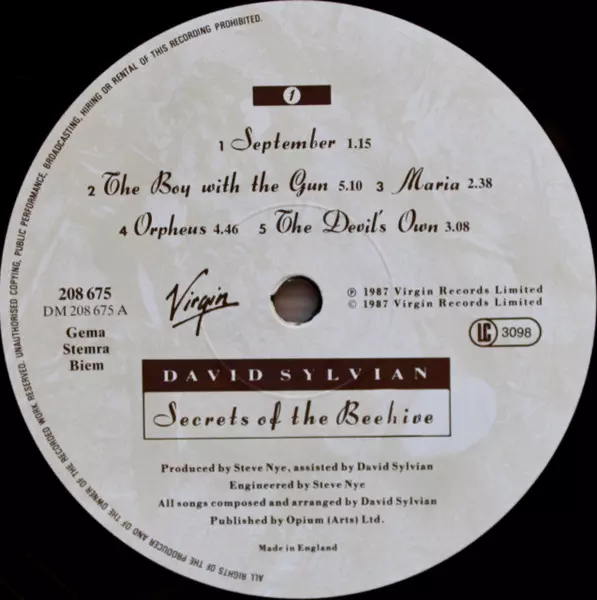 1
1 September 1.15
2 The Boy with the Gun 5.10 3 Maria 2.38
4 Orpheus 4.46 5 The Devil's Own 3.08
208 675
DM 208 675 A
Gema
Stemra
Biem
Virgin
℗ 1987 Virgin Records Limited
© 1987 Virgin Records Limited
LC 3098
DAVID SYLVIAN
Secrets of the Beehive
Produced by Steve Nye, assisted by David Sylvian
Engineered by Steve Nye
All songs composed and arranged by David Sylvian
Published by Opium (Arts) Ltd.
Made in England
ALL RIGHTS OF THE PRODUCER AND OF THE OWNER OF THE RECORDED WORK RESERVED. UNAUTHORISED COPYING, PUBLIC PERFORMANCE, BROADCASTING, HIRING OR RENTAL OF THIS RECORDING PROHIBITED.